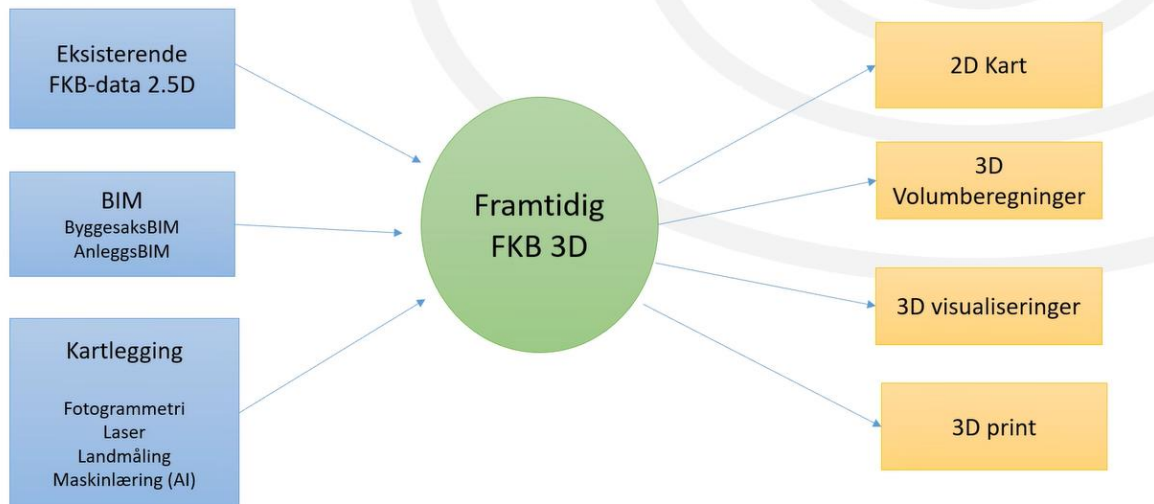 Eksisterende
FKB-data 2.5D
BIM
ByggesaksBIM
AnleggsBIM
Kartlegging
Fotogrammetri
Laser
Landmåling
Maskinlæring (AI)
Framtidig
FKB 3D
2D Kart
3D
Volumberegninger
3D visualiseringer
3D print